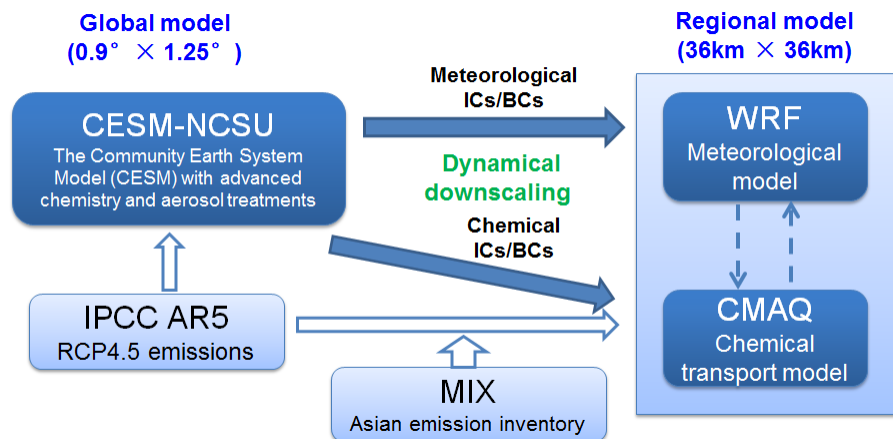 Global model
(0.9° × 1.25°)
Regional model
(36km × 36km)
Meteorological
ICs/BCs
CESM-NCSU
The Community Earth System
Model (CESM) with advanced
chemistry and aerosol treatments
WRF
Meteorological
model
Dynamical
downscaling
Chemical
ICs/BCs
IPCC AR5
RCP4.5 emissions
CMAQ
Chemical
transport model
MIX
Asian emission inventory